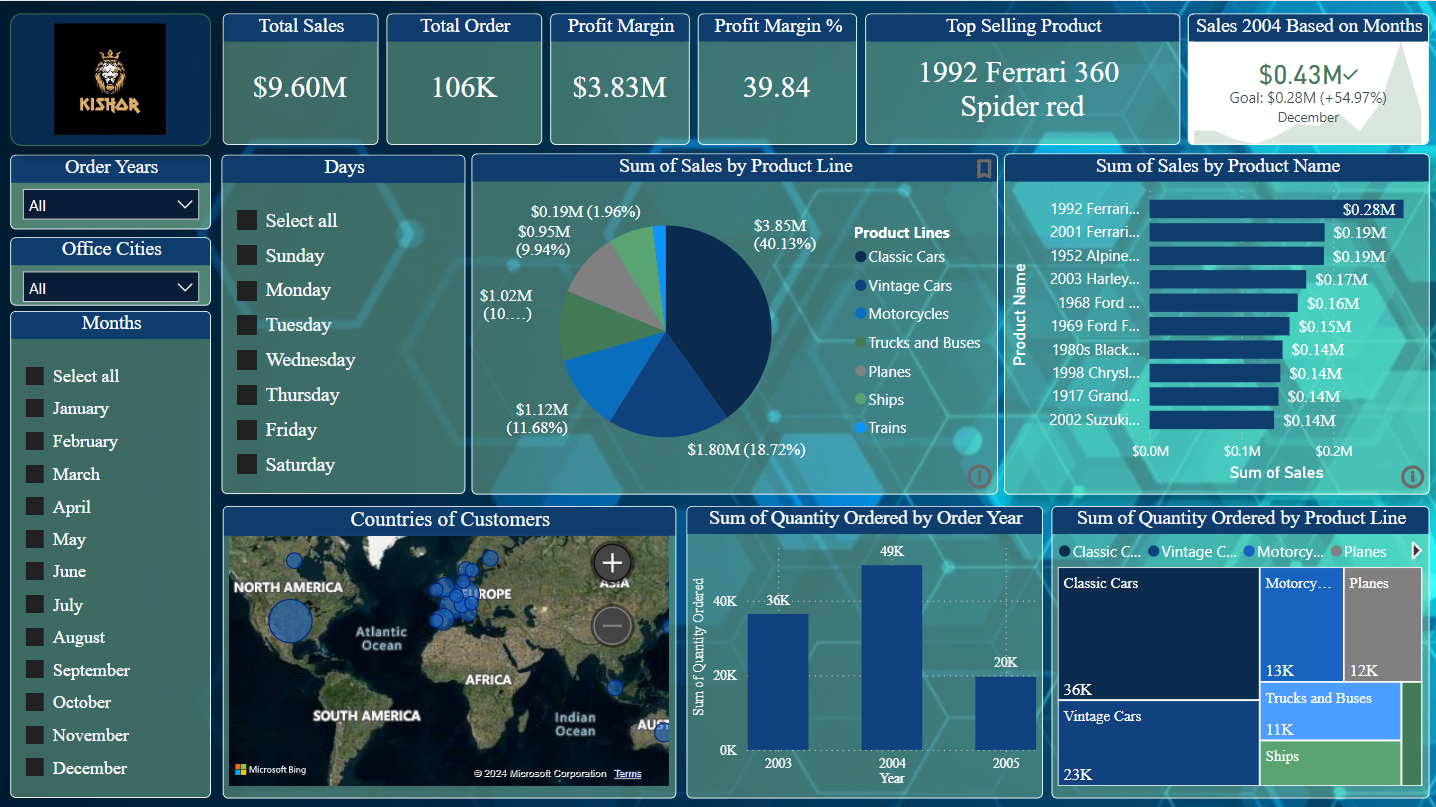 KISHOR
Total Sales
$9.60M
Total Order
106K
Profit Margin
$3.83M
Profit Margin %
39.84
Top Selling Product
1992 Ferrari 360
Spider red
Sales 2004 Based on Months
$0.43M
Goal: $0.28M (+54.97%)
December
Order Years
All
Office Cities
All
Months
Select all
January
February
March
April
May
June
July
August
September
October
November
December
Days
Select all
Sunday
Monday
Tuesday
Wednesday
Thursday
Friday
Saturday
Sum of Sales by Product Line
$0.19M (1.96%)
$0.95M
(9.94%)
$1.02M
(10....)
$1.12M
(11.68%)
$1.80M (18.72%)
$3.85M
(40.13%)
Product Lines
Classic Cars
Vintage Cars
Motorcycles
Trucks and Buses
Planes
Ships
Trains
Sum of Sales by Product Name
Product Name
1992 Ferrari... $0.28M
2001 Ferrari... $0.19M
1952 Alpine... $0.19M
2003 Harley... $0.17M
1968 Ford ... $0.16M
1969 Ford F... $0.15M
1980s Black... $0.14M
1998 Chrysl... $0.14M
1917 Grand... $0.14M
2002 Suzuki... $0.14M
$0.0M $0.1M $0.2M
Sum of Sales
Countries of Customers
NORTH AMERICA
EUROPE
ASIA
Atlantic
Ocean
AFRICA
SOUTH AMERICA
Indian
Ocean
AUST
Microsoft Bing
© 2024 Microsoft Corporation Terms
Sum of Quantity Ordered by Order Year
Sum of Quantity Ordered
40K
20K
0K
36K
49K
20K
2003
2004
2005
Year
Sum of Quantity Ordered by Product Line
Classic C... Vintage C... Motorcy... Planes
Classic Cars
36K
Vintage Cars
23K
Motorcy...
13K
Planes
12K
Trucks and Buses
11K
Ships